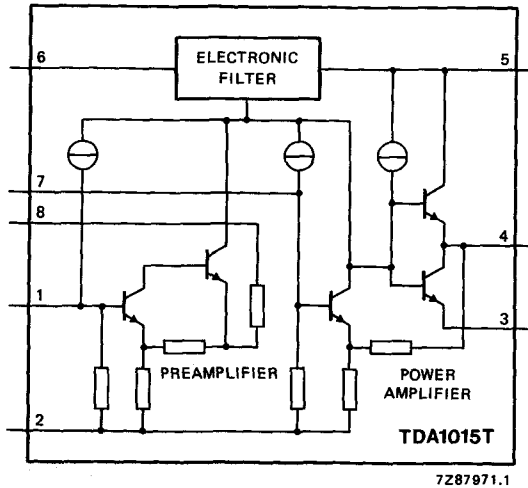 6
ELECTRONIC
FILTER
5
7
8
4
1
3
PREAMPLIFIER
POWER
AMPLIFIER
2
TDA1015T
7Z87971.1